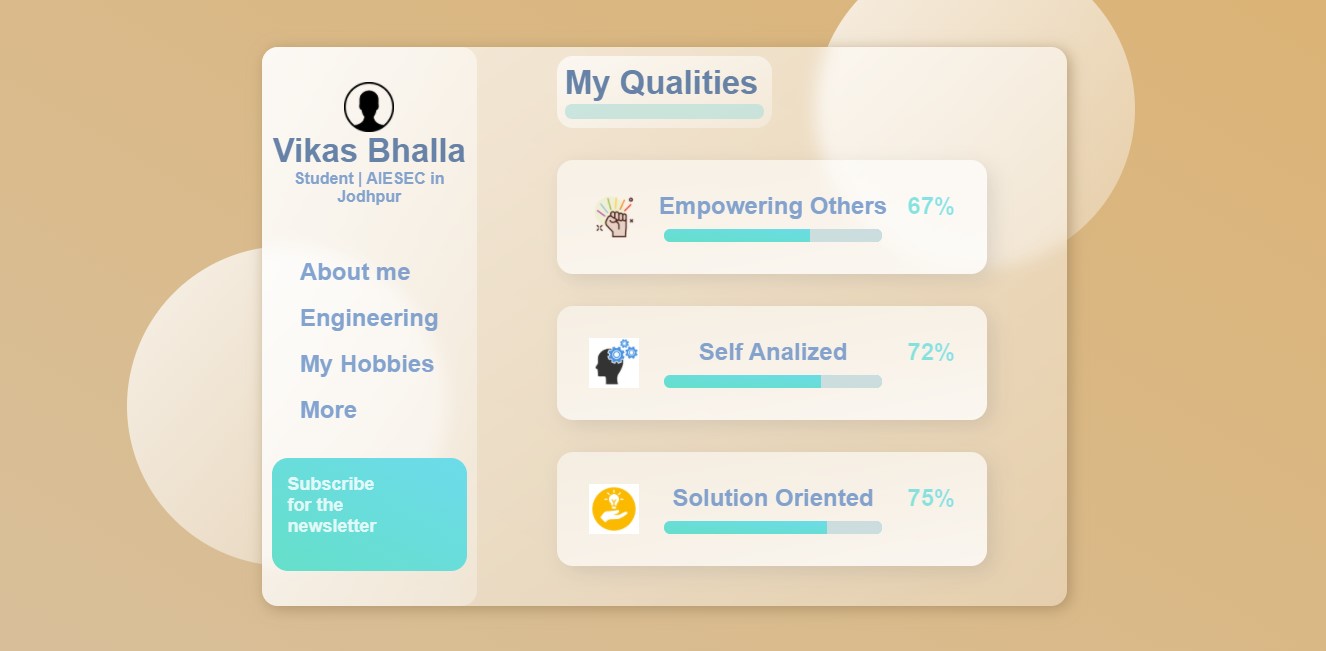 Vikas Bhalla
Student | AIESEC in
Jodhpur
About me
Engineering
My Hobbies
More
Subscribe
for the
newsletter
My Qualities
Empowering Others 67%
Self Analized 72%
Solution Oriented 75%